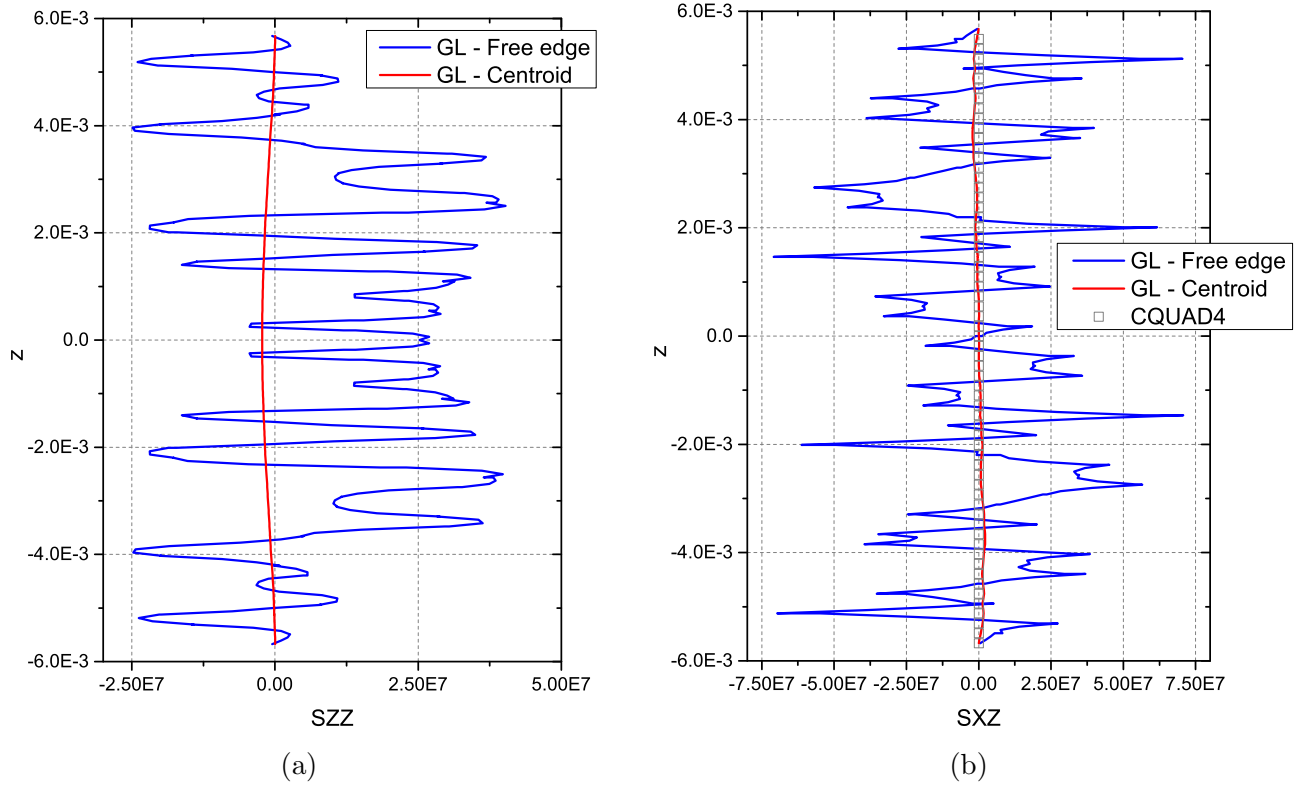 6.0E-3
4.0E-3
2.0E-3
0.0
-2.0E-3
-4.0E-3
-6.0E-3
z
-2.50E7 0.00 2.50E7 5.00E7
SZZ
GL - Free edge
GL - Centroid
(a)
6.0E-3
4.0E-3
2.0E-3
0.0
-2.0E-3
-4.0E-3
-6.0E-3
z
-7.50E7 -5.00E7 -2.50E7 0.00 2.50E7 5.00E7 7.50E7
SXZ
GL - Free edge
GL - Centroid
CQUAD4
(b)